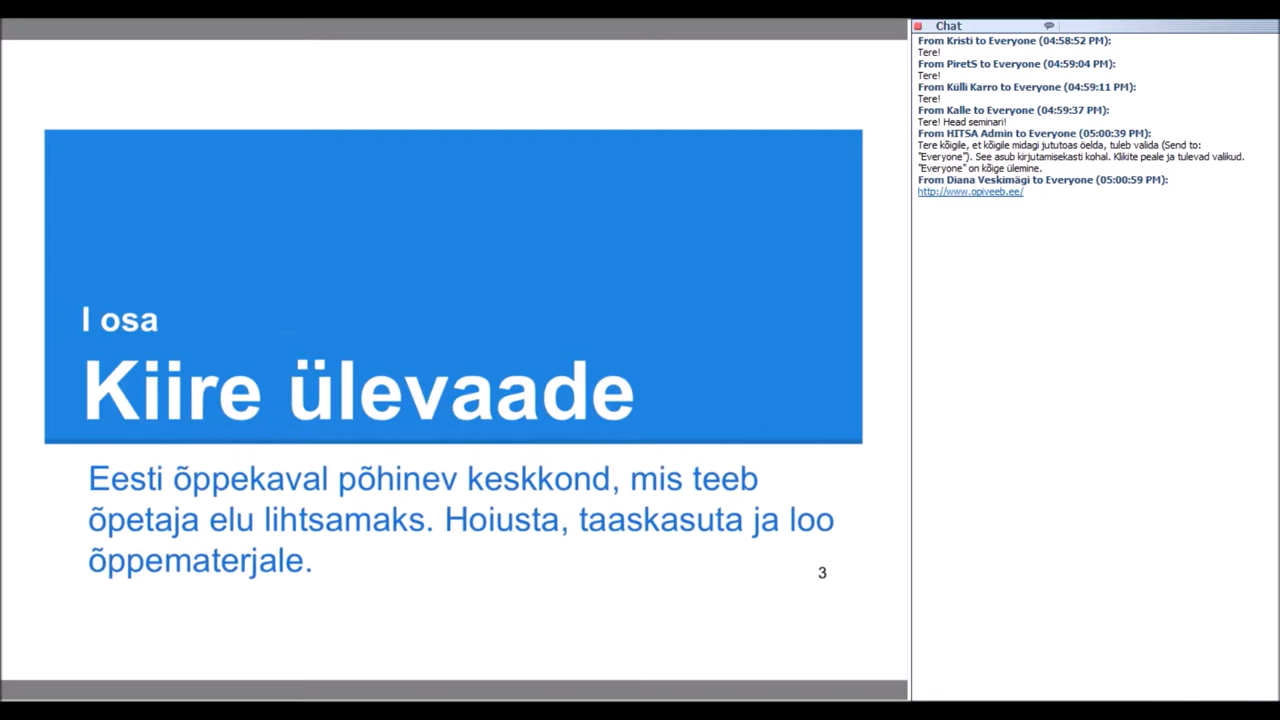 I osa
Kiire ülevaade
Eesti õppekaval põhinev keskkond, mis teeb
õpetaja elu lihtsamaks. Hoiusta, taaskasuta ja loo
õppematerjale.
3
Chat
From Kristi to Everyone (04:58:52 PM):
Tere!
From PiretS to Everyone (04:59:04 PM):
Tere!
From Külli Karro to Everyone (04:59:11 PM):
Tere!
From Kalle to Everyone (04:59:37 PM):
Tere! Head seminari!
From HITSA Admin to Everyone (05:00:39 PM):
Tere kõigile, et kõigile midagi jututoas öelda, tuleb valida (Send to:
"Everyone"). See asub kirjutamisekasti kohal. Klikite peale ja tulevad valikud.
"Everyone" on kõige ülemine.
From Diana Veskimägi to Everyone (05:00:59 PM):
http://www.opiveeb.ee/